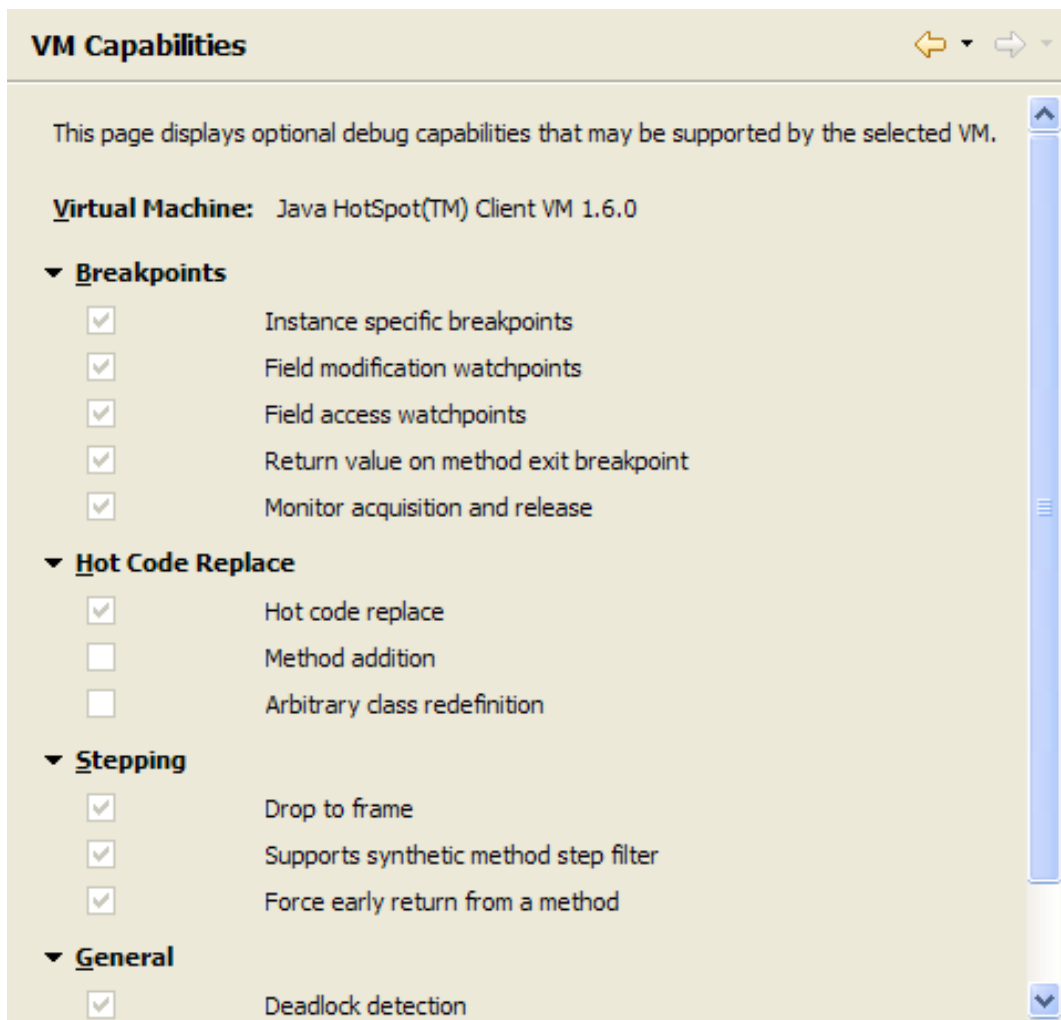 VM Capabilities
This page displays optional debug capabilities that may be supported by the selected VM.
Virtual Machine: Java HotSpot(TM) Client VM 1.6.0
Breakpoints
Instance specific breakpoints
Field modification watchpoints
Field access watchpoints
Return value on method exit breakpoint
Monitor acquisition and release
Hot Code Replace
Hot code replace
Method addition
Arbitrary class redefinition
Stepping
Drop to frame
Supports synthetic method step filter
Force early return from a method
General
Deadlock detection